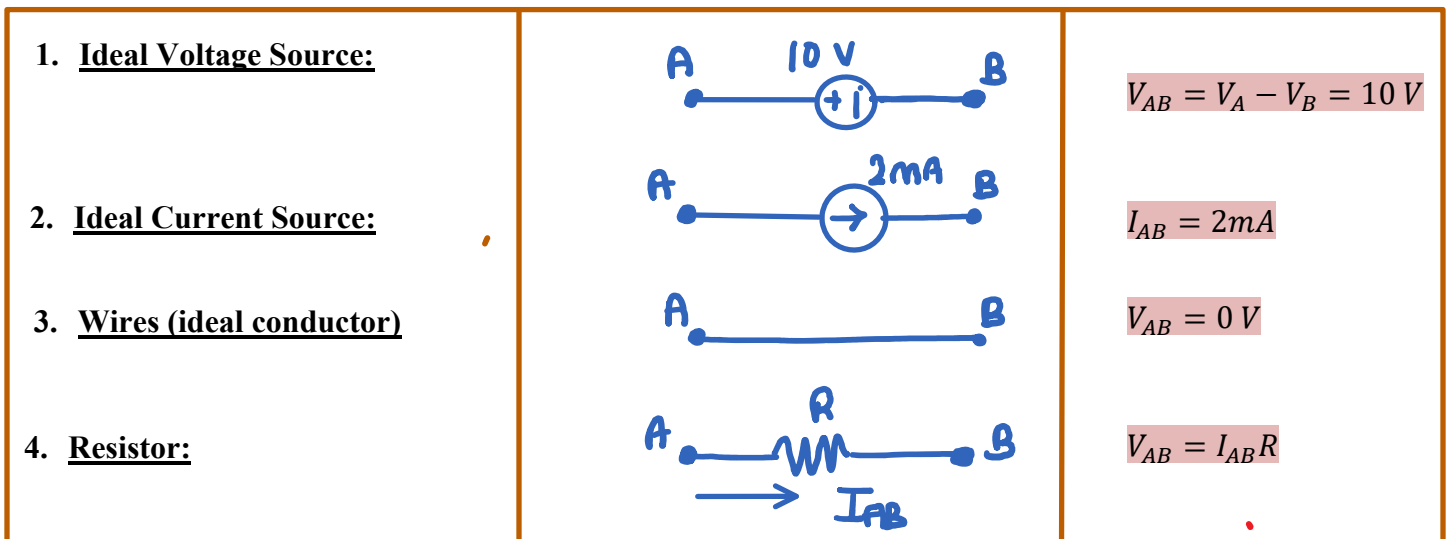 1. Ideal Voltage Source:
A 10 V B
+ -
V_AB = V_A − V_B = 10 V
2. Ideal Current Source:
A 2mA B
I_AB = 2mA
3. Wires (ideal conductor)
A B
V_AB = 0 V
4. Resistor:
A R B
I_AB
V_AB = I_AB R